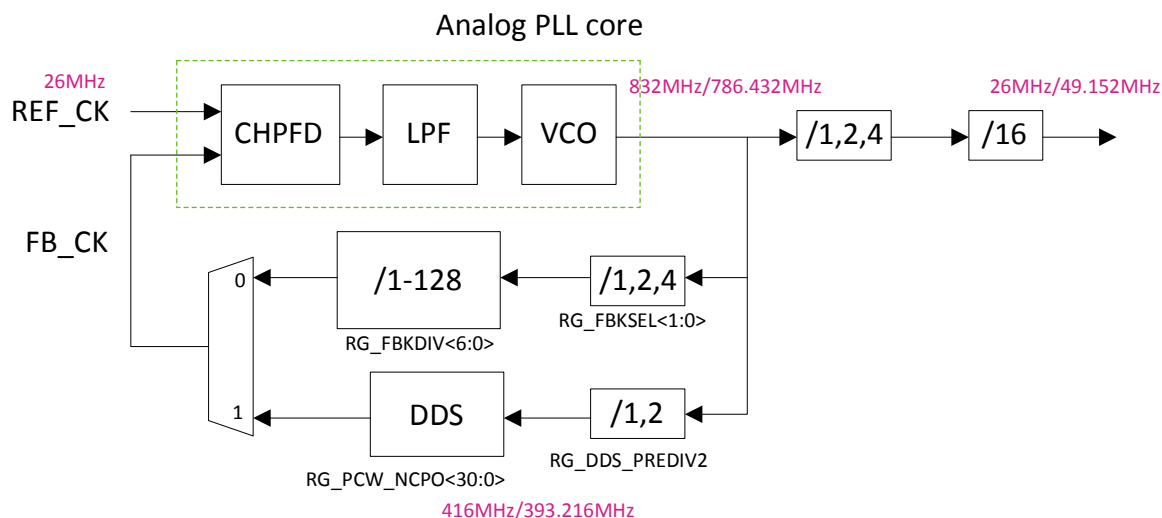 Analog PLL core
26MHz
832MHz/786.432MHz
26MHz/49.152MHz
REF_CK
CHPFD
LPF
VCO
/1,2,4
/16
FB_CK
0
/1-128
/1,2,4
RG_FBKSEL<1:0>
RG_FBKDIV<6:0>
1
DDS
/1,2
RG_DDS_PREDIV2
RG_PCW_NCPO<30:0>
416MHz/393.216MHz